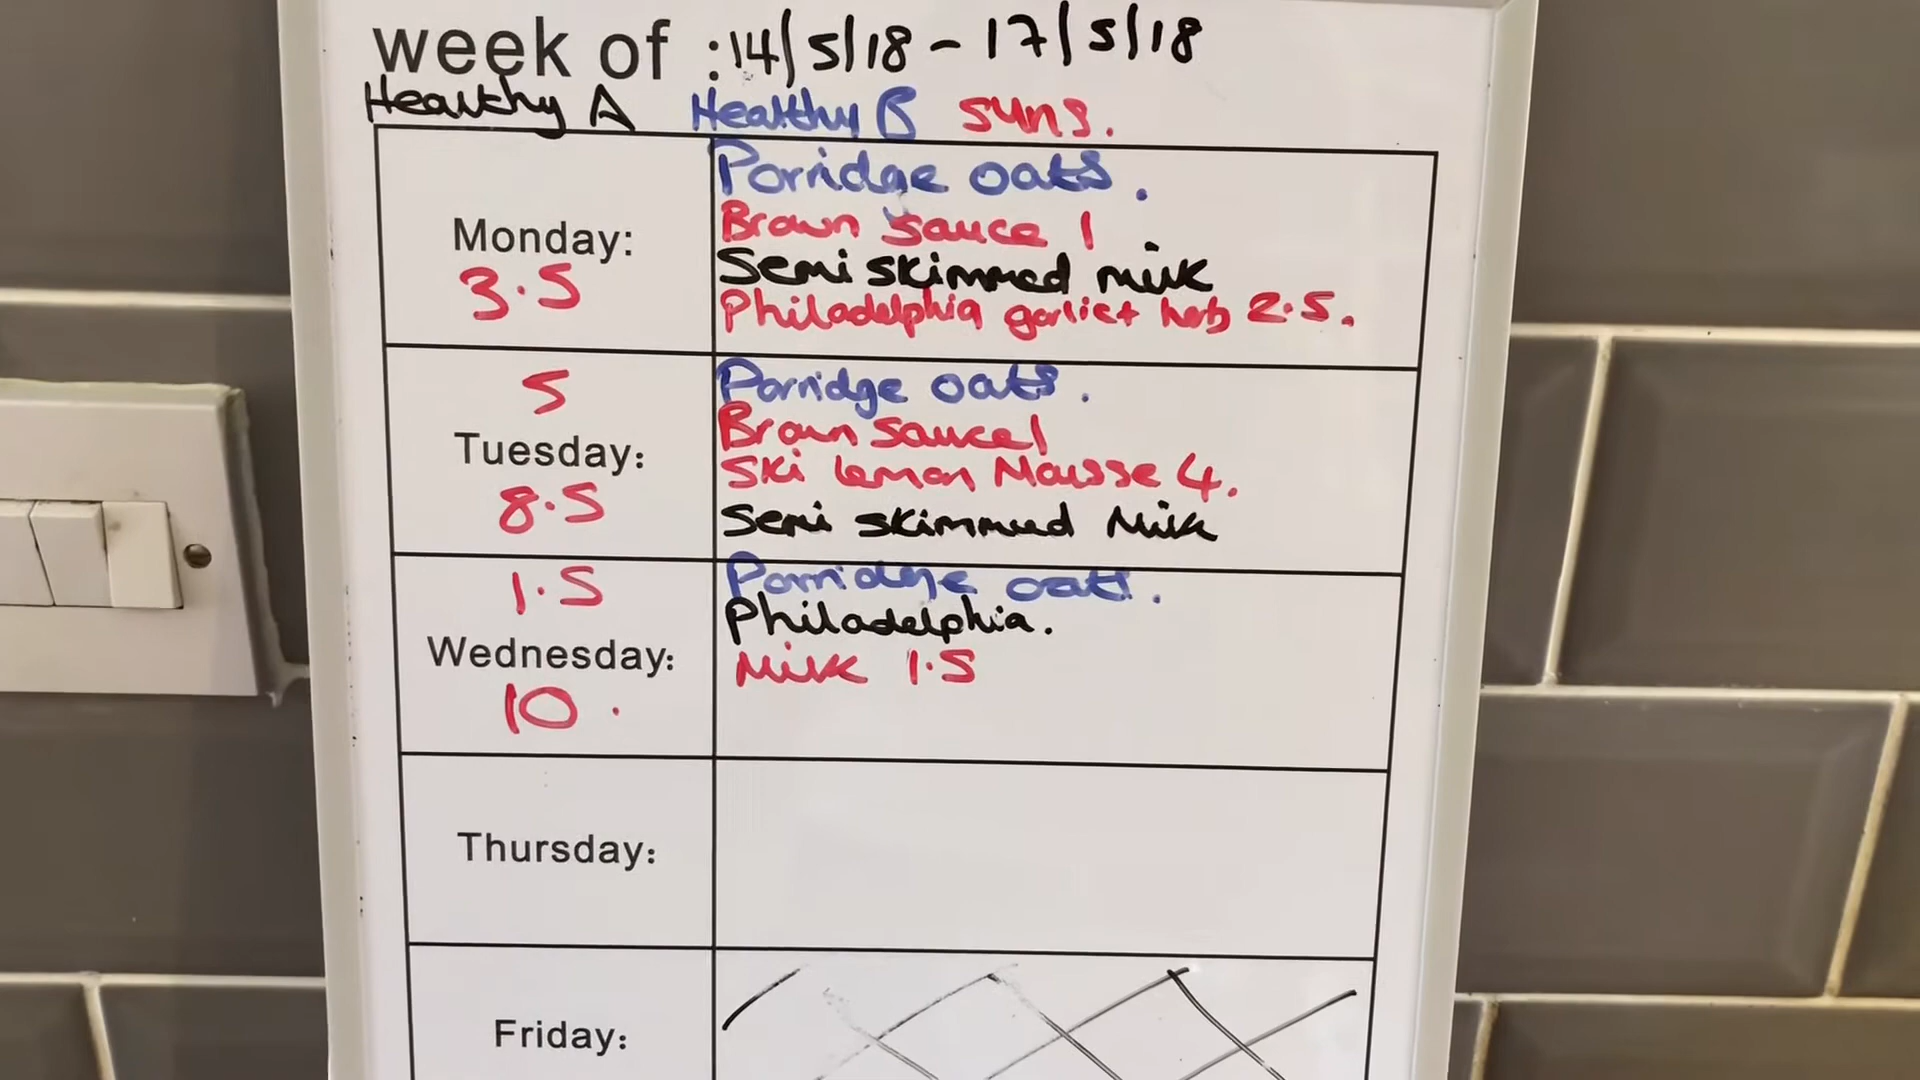 week of :14/5/18 - 17/5/18
Healthy A Healthy B syns.
Monday:
3.5
Porridge oats.
Brown sauce 1
Semi skimmed milk
Philadelphia garlic + herb 2.5.
5
Tuesday:
8.5
Porridge oats.
Brown sauce 1
Ski lemon Mousse 4.
Semi skimmed Milk
1.5
Wednesday:
10.
Porridge oats.
Philadelphia.
Milk 1.5
Thursday:
Friday: